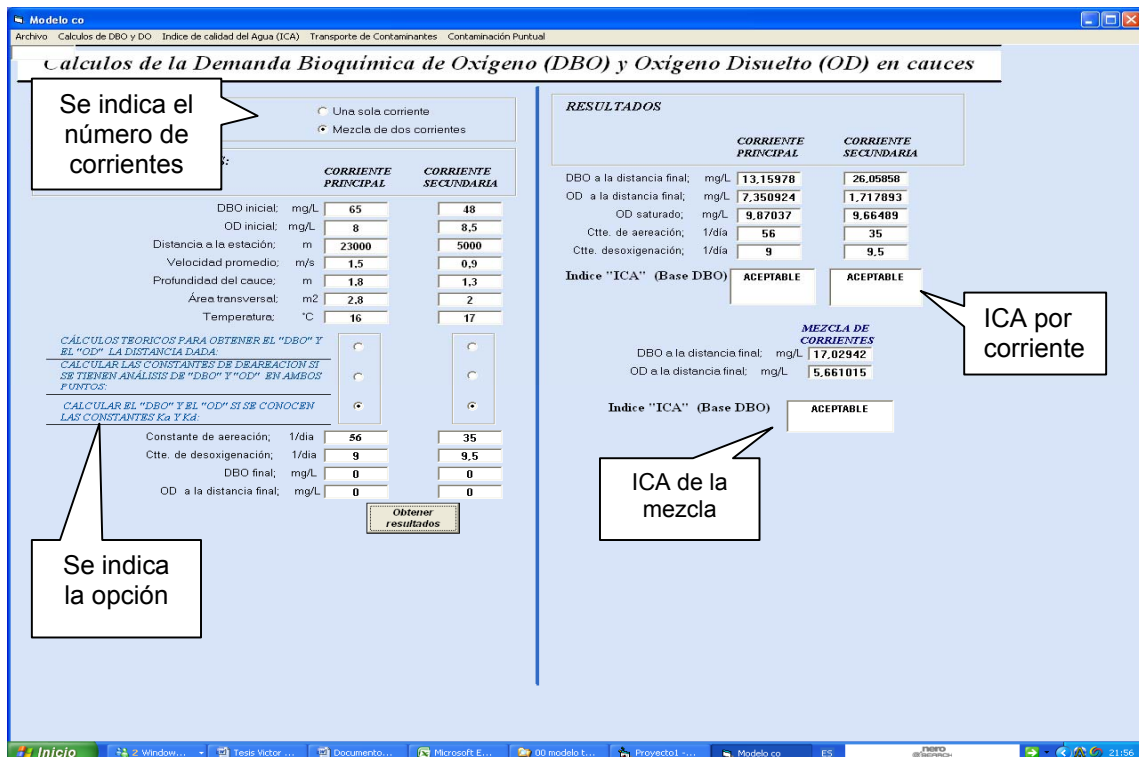 Modelo co
Archivo Calculos de DBO y DO Indice de calidad del Agua (ICA) Transporte de Contaminantes Contaminación Puntual
Calculos de la Demanda Bioquímica de Oxígeno (DBO) y Oxígeno Disuelto (OD) en cauces
Se indica el
número de
corrientes
Una sola corriente
Mezcla de dos corrientes
CORRIENTE PRINCIPAL
CORRIENTE SECUNDARIA
DBO inicial; mg/L 65 48
OD inicial; mg/L 8 8,5
Distancia a la estación; m 23000 5000
Velocidad promedio; m/s 1.5 0,9
Profundidad del cauce; m 1.8 1,3
Área transversal; m2 2,8 2
Temperatura; °C 16 17
CÁLCULOS TEORICOS PARA OBTENER EL "DBO" Y
EL "OD" LA DISTANCIA DADA:
CALCULAR LAS CONSTANTES DE DEAREACION SI
SE TIENEN ANÁLISIS DE "DBO" Y "OD" EN AMBOS
PUNTOS:
CALCULAR EL "DBO" Y EL "OD" SI SE CONOCEN
LAS CONSTANTES Ka Y Kd:
Constante de aereación; 1/dia 56 35
Ctte. de desoxigenación; 1/dia 9 9,5
DBO final; mg/L 0 0
OD a la distancia final; mg/L 0 0
Obtener
resultados
Se indica
la opción
RESULTADOS
CORRIENTE PRINCIPAL
CORRIENTE SECUNDARIA
DBO a la distancia final; mg/L 13,15978 26,05858
OD a la distancia final; mg/L 7,350924 1,717893
OD saturado; mg/L 9,87037 9,66489
Ctte. de aereación; 1/día 56 35
Ctte. desoxigenación; 1/día 9 9,5
Indice "ICA" (Base DBO) ACEPTABLE ACEPTABLE
ICA por
corriente
MEZCLA DE
CORRIENTES
DBO a la distancia final; mg/L 17,02942
OD a la distancia final; mg/L 5,661015
Indice "ICA" (Base DBO) ACEPTABLE
ICA de la
mezcla
Inicio 2 Window... Tesis Victor ... Documento... Microsoft E... 00 modelo t... Proyecto1 -... Modelo co ES nero SEARCH 21:56